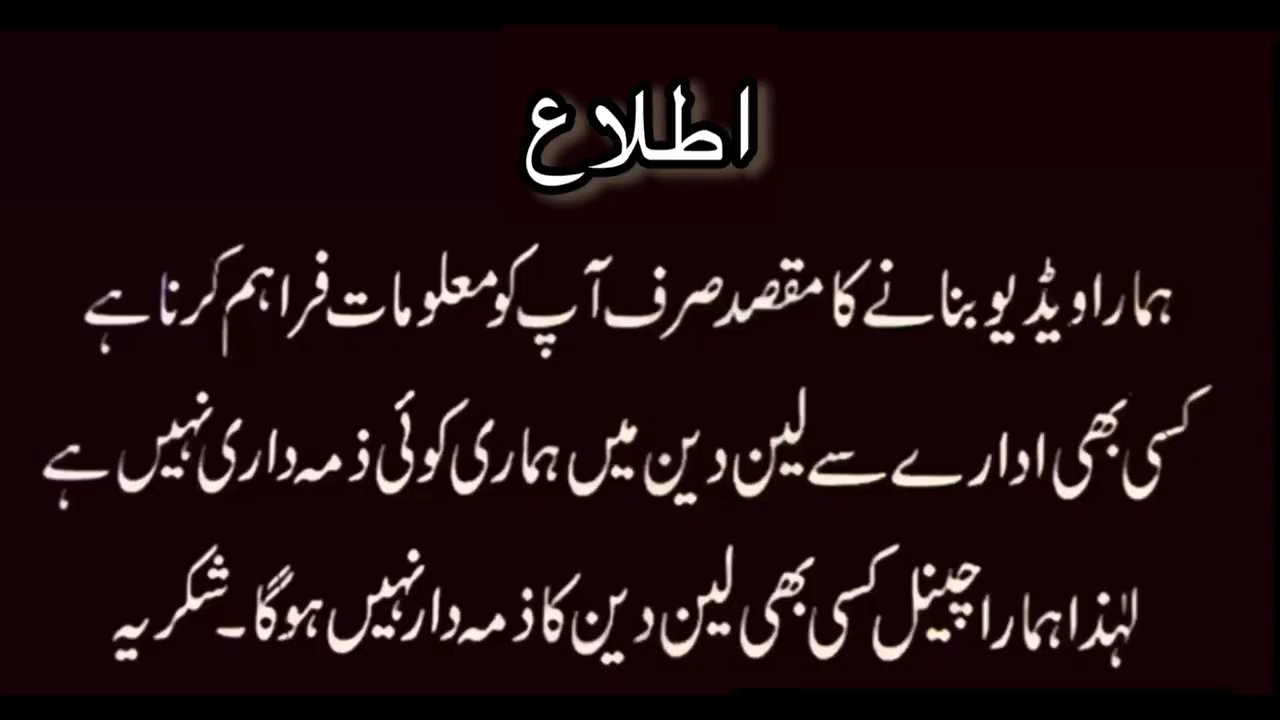 اطلاع
ہمارا ویڈیو بنانے کا مقصد صرف آپ کو معلومات فراہم کرنا ہے
کسی بھی ادارے سے لین دین میں ہماری کوئی ذمہ داری نہیں ہے
لہٰذا ہمارا چینل کسی بھی لین دین کا ذمہ دار نہیں ہوگا۔ شکریہ